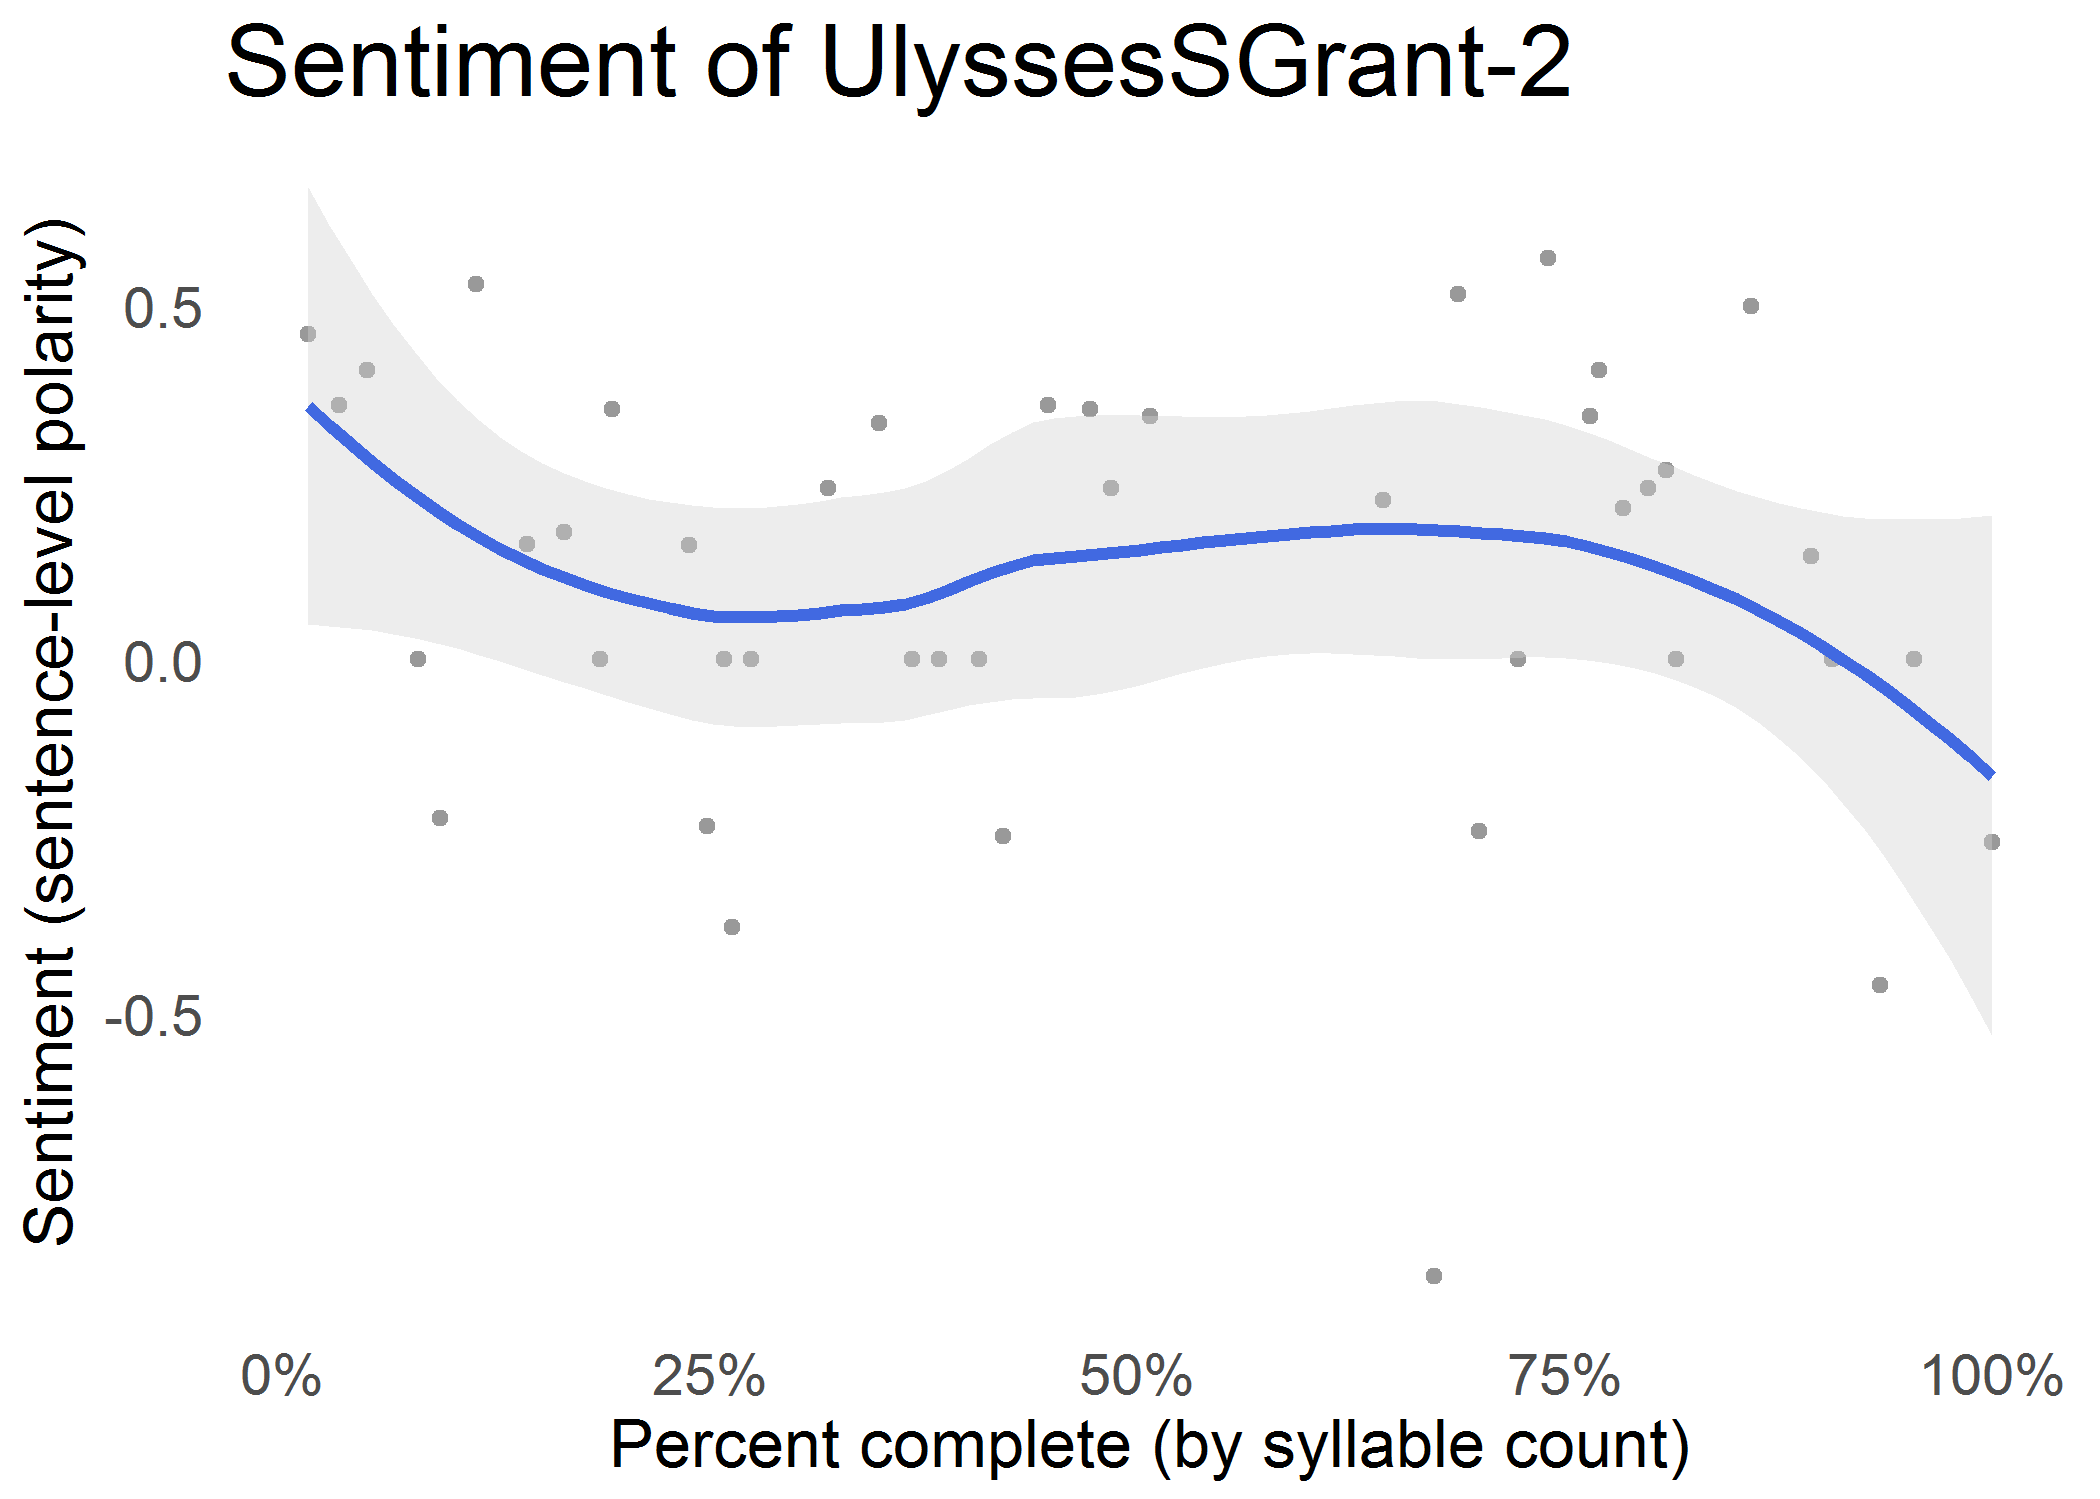 Sentiment of UlyssesSGrant-2
Sentiment (sentence-level polarity)
0.5
0.0
-0.5
0% 25% 50% 75% 100%
Percent complete (by syllable count)